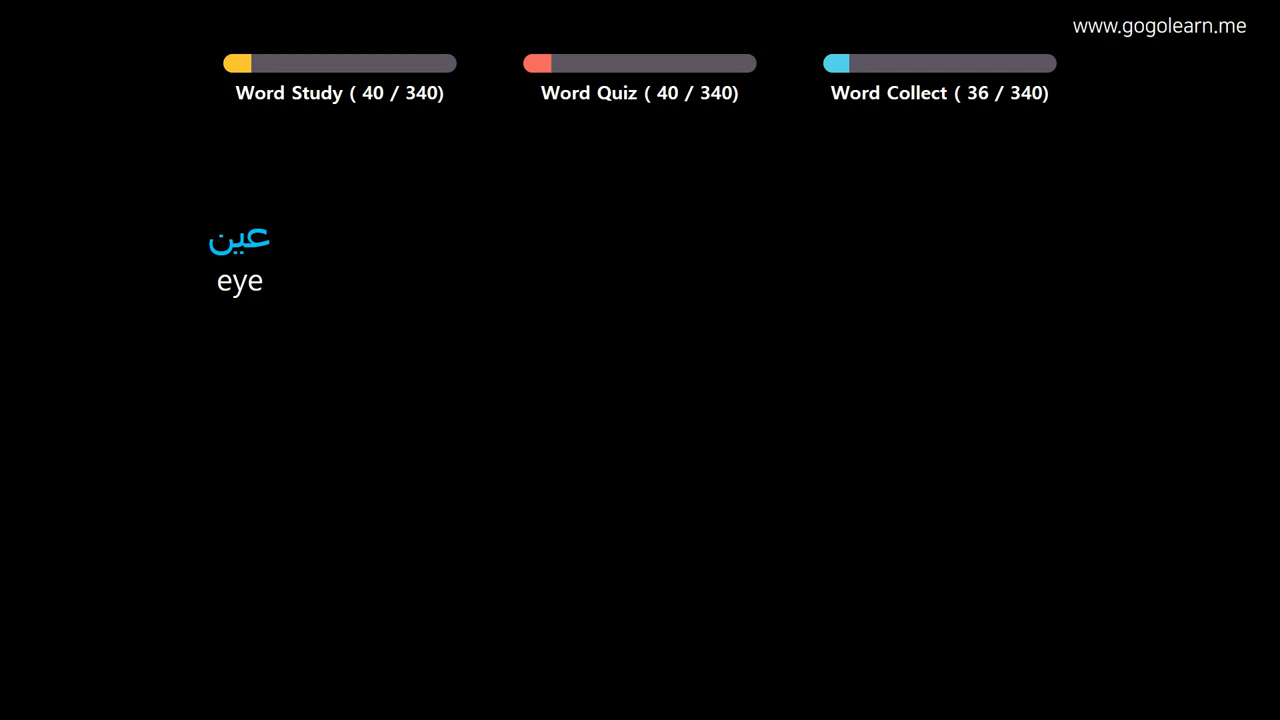 www.gogolearn.me
Word Study ( 40 / 340)
Word Quiz ( 40 / 340)
Word Collect ( 36 / 340)
عين
eye